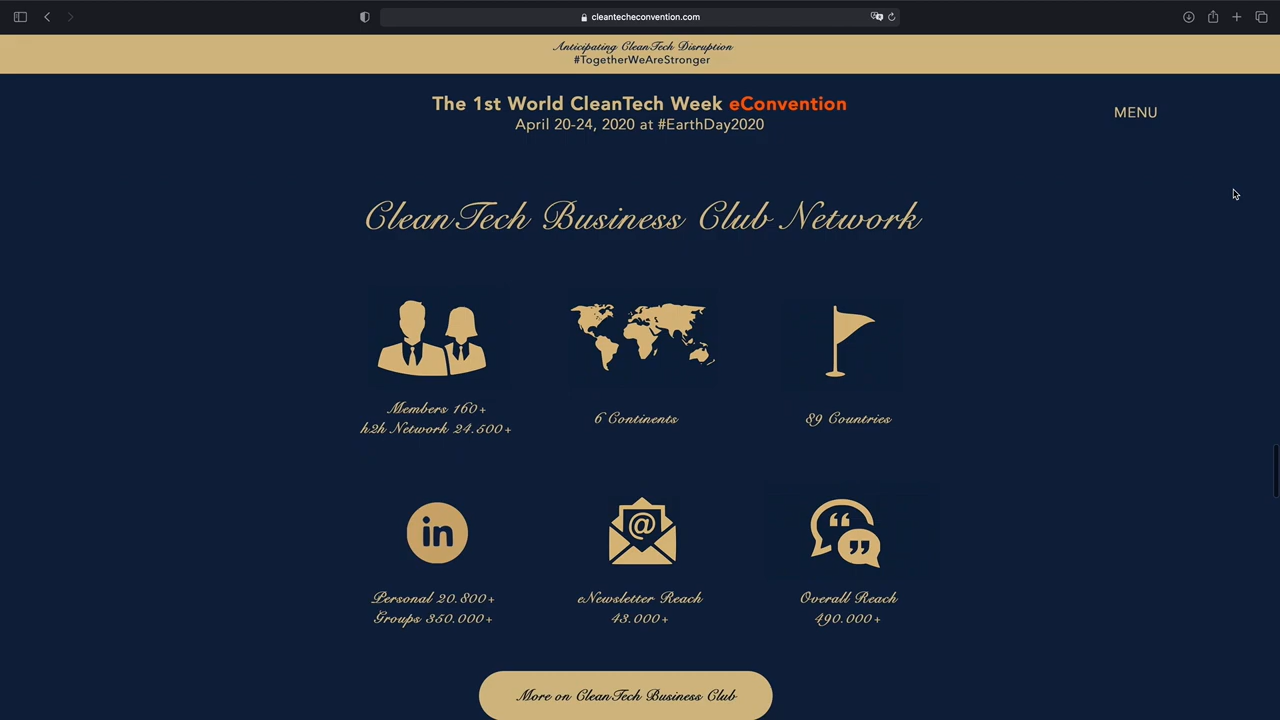 cleantecheconvention.com
Anticipating CleanTech Disruption
#TogetherWeAreStronger
The 1st World CleanTech Week eConvention
April 20-24, 2020 at #EarthDay2020
MENU
CleanTech Business Club Network
Members 160+
h2h Network 24.500+
6 Continents
89 Countries
in
@
Personal 20.800+
Groups 350.000+
eNewsletter Reach
43.000+
Overall Reach
490.000+
More on CleanTech Business Club